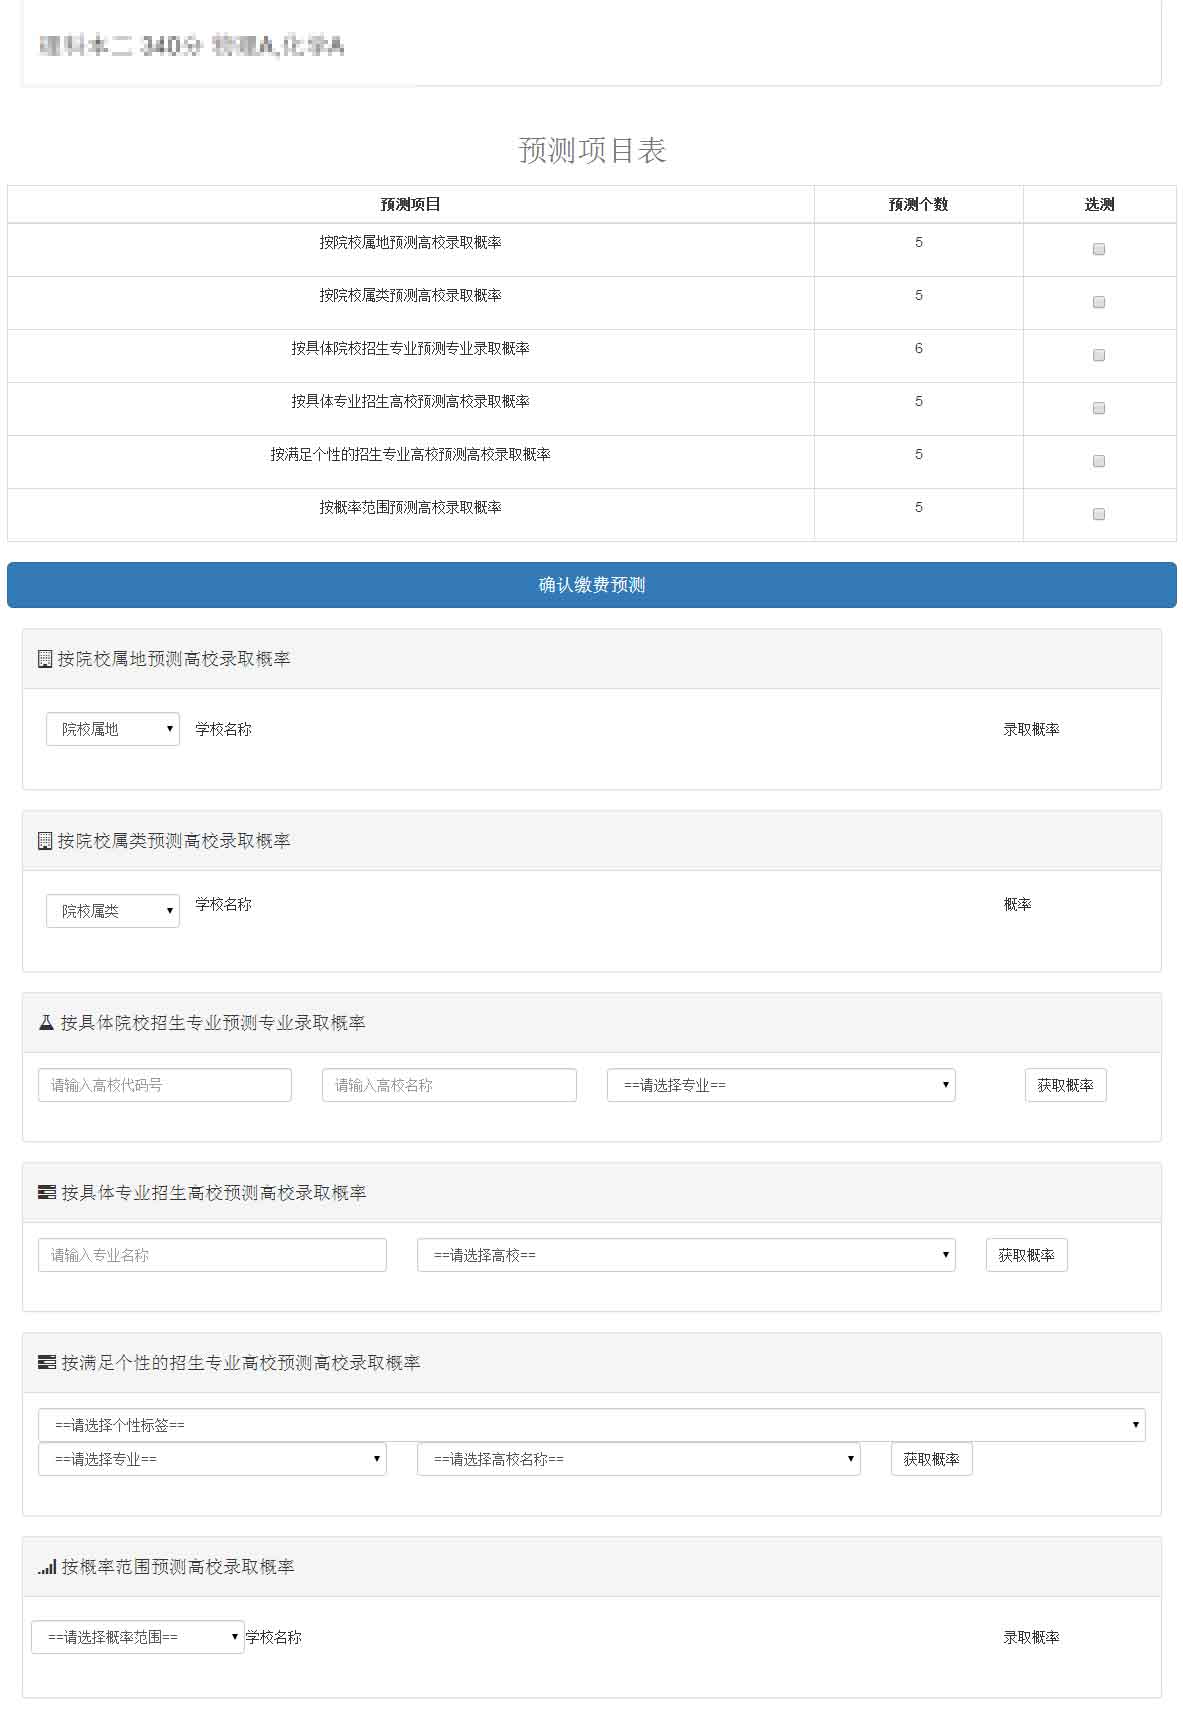 理科本二 340分 物理A,化学A
预测项目表
预测项目 预测个数 选测
按院校属地预测高校录取概率 5
按院校属类预测高校录取概率 5
按具体院校招生专业预测专业录取概率 6
按具体专业招生高校预测高校录取概率 5
按满足个性的招生专业高校预测高校录取概率 5
按概率范围预测高校录取概率 5
确认缴费预测
按院校属地预测高校录取概率
院校属地 学校名称 录取概率
按院校属类预测高校录取概率
院校属类 学校名称 概率
按具体院校招生专业预测专业录取概率
请输入高校代码号 请输入高校名称 ==请选择专业== 获取概率
按具体专业招生高校预测高校录取概率
请输入专业名称 ==请选择高校== 获取概率
按满足个性的招生专业高校预测高校录取概率
==请选择个性标签==
==请选择专业== ==请选择高校名称== 获取概率
按概率范围预测高校录取概率
==请选择概率范围== 学校名称 录取概率